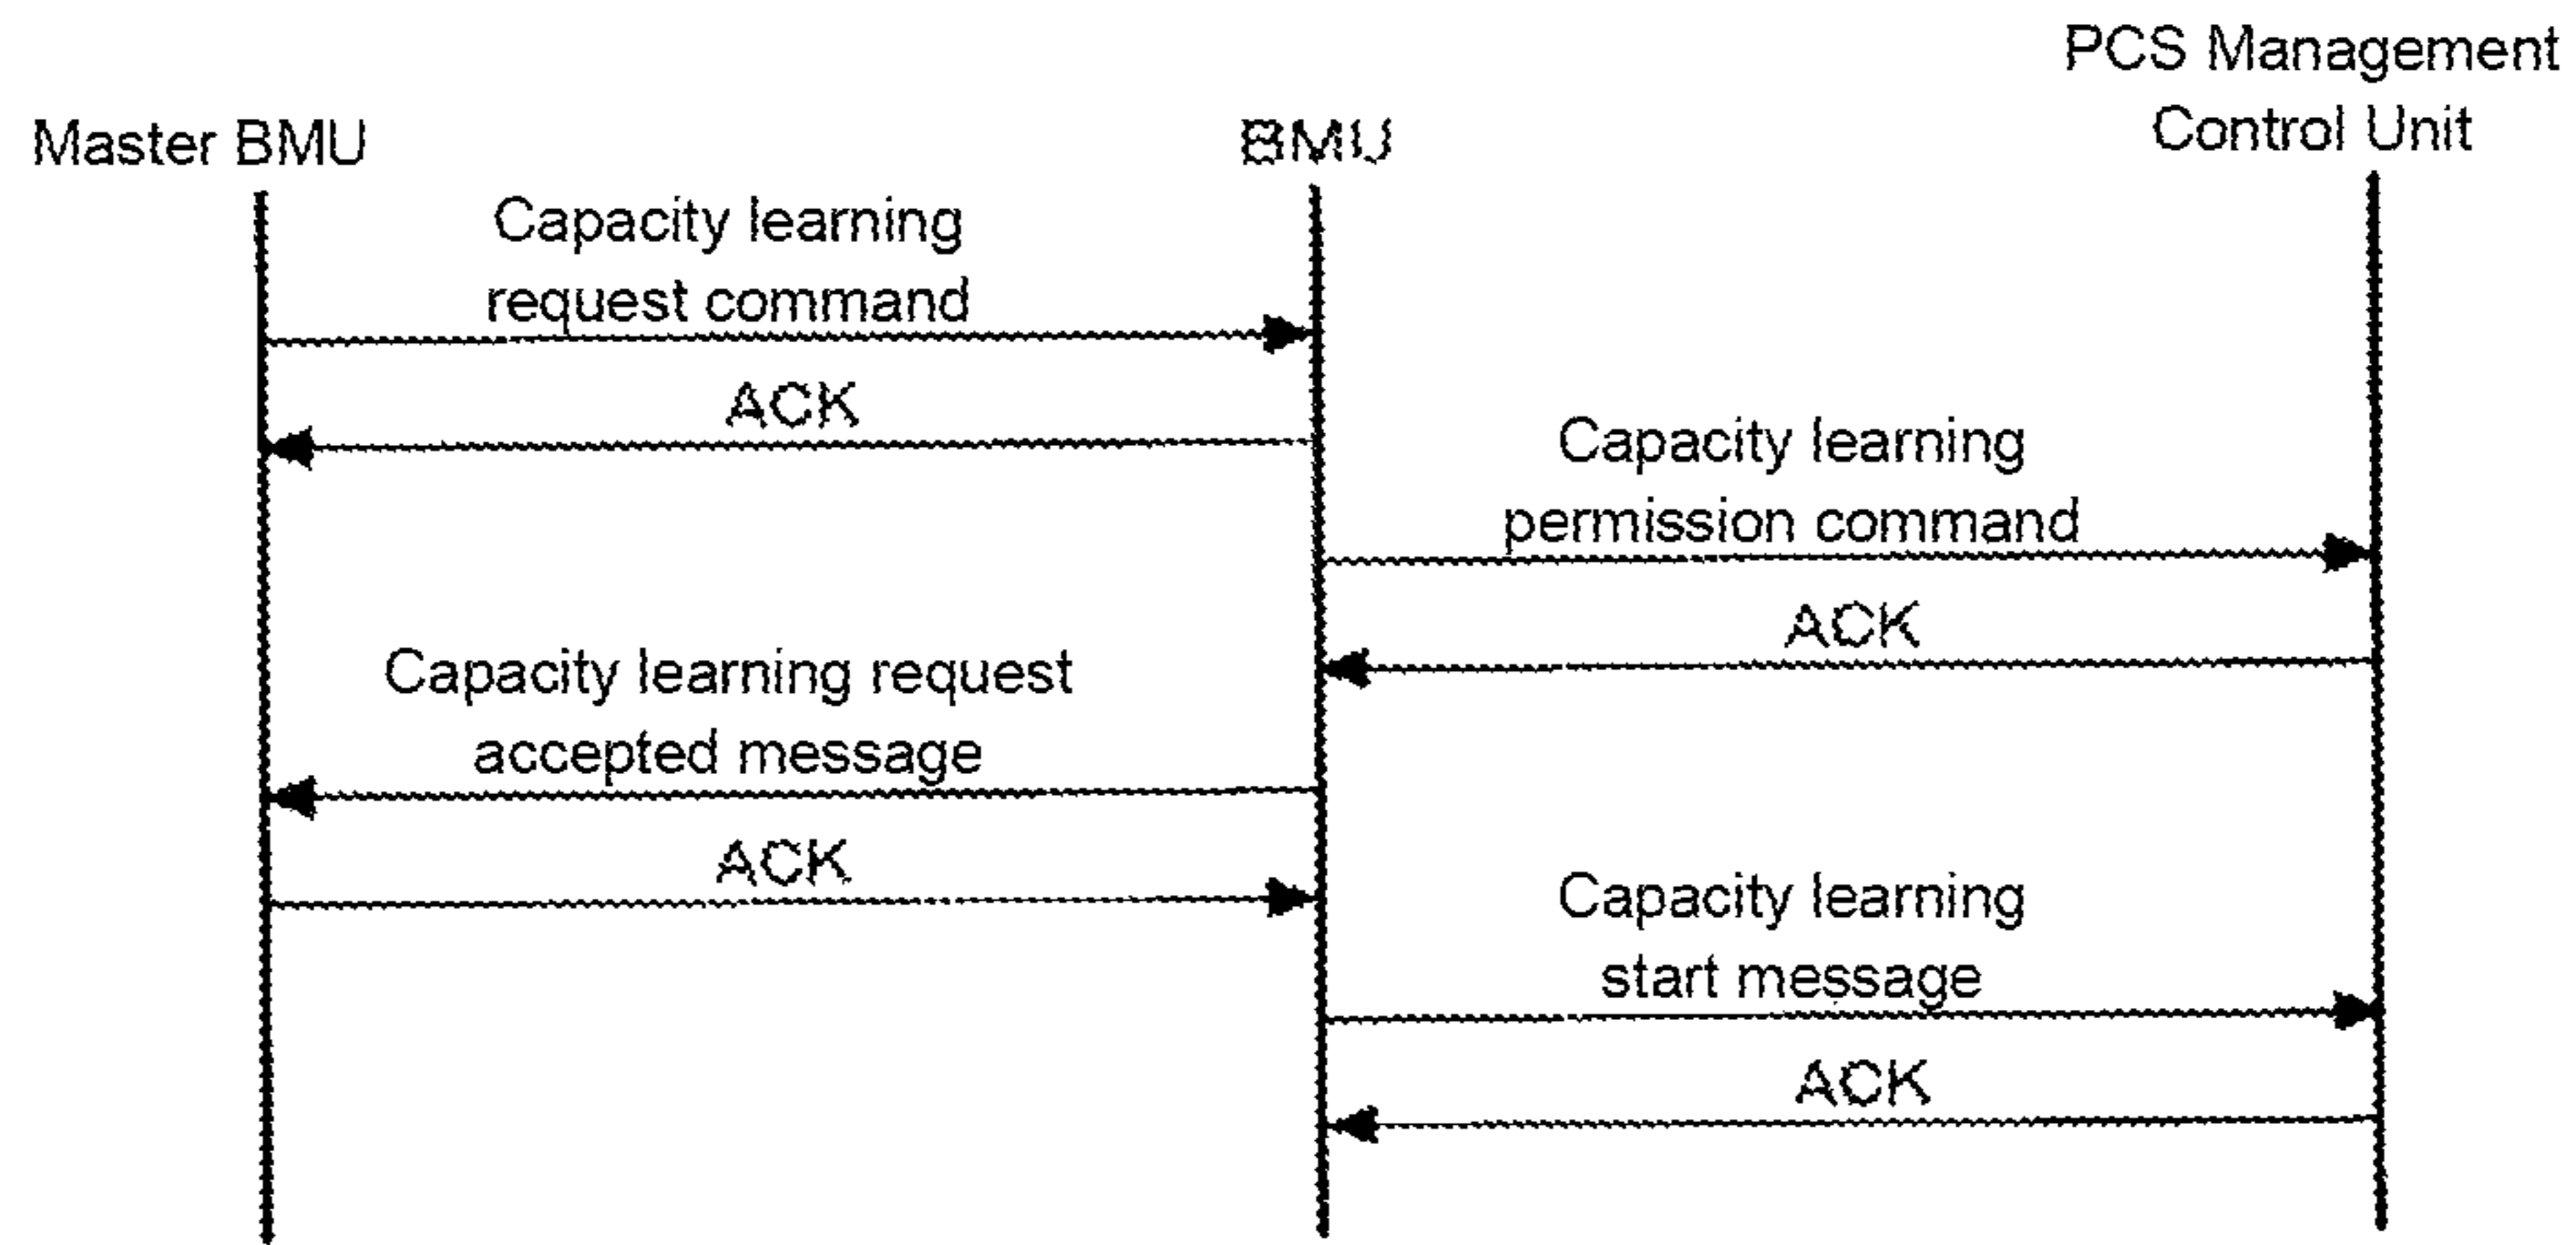 PCS Management
Control Unit
Master BMU
BMU
Capacity learning
request command
ACK
Capacity learning
permission command
ACK
Capacity learning request
accepted message
ACK
Capacity learning
start message
ACK